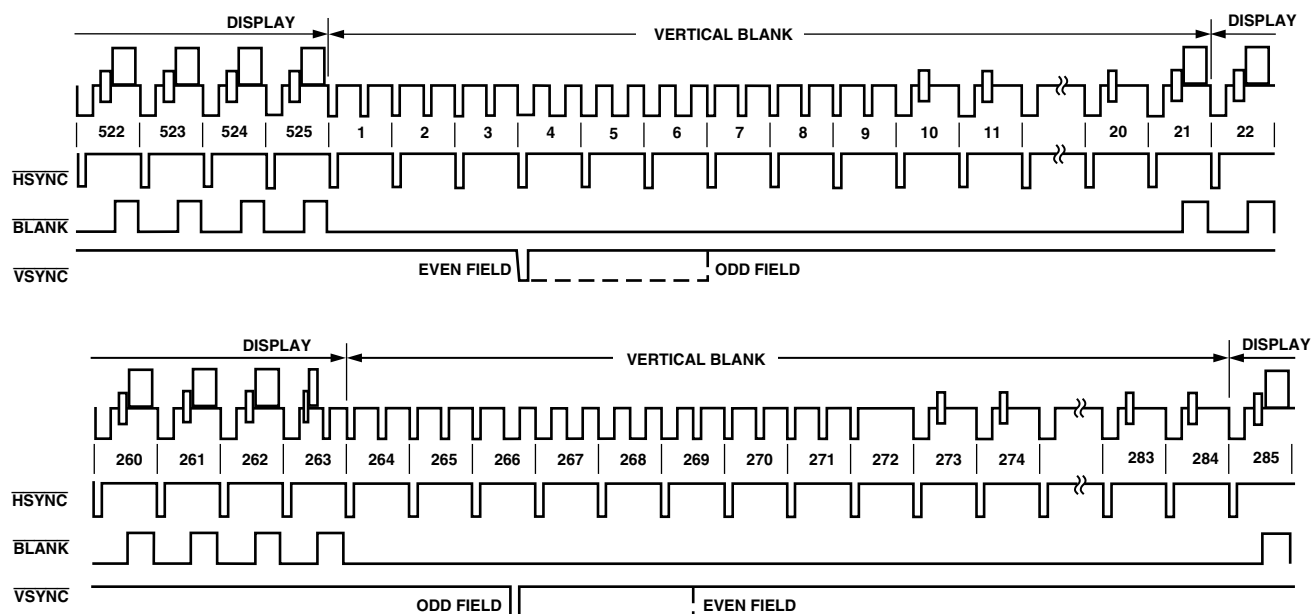 DISPLAY VERTICAL BLANK DISPLAY
522 523 524 525 1 2 3 4 5 6 7 8 9 10 11 20 21 22
HSYNC
BLANK
EVEN FIELD ODD FIELD
VSYNC
DISPLAY VERTICAL BLANK DISPLAY
260 261 262 263 264 265 266 267 268 269 270 271 272 273 274 283 284 285
HSYNC
BLANK
VSYNC
ODD FIELD EVEN FIELD